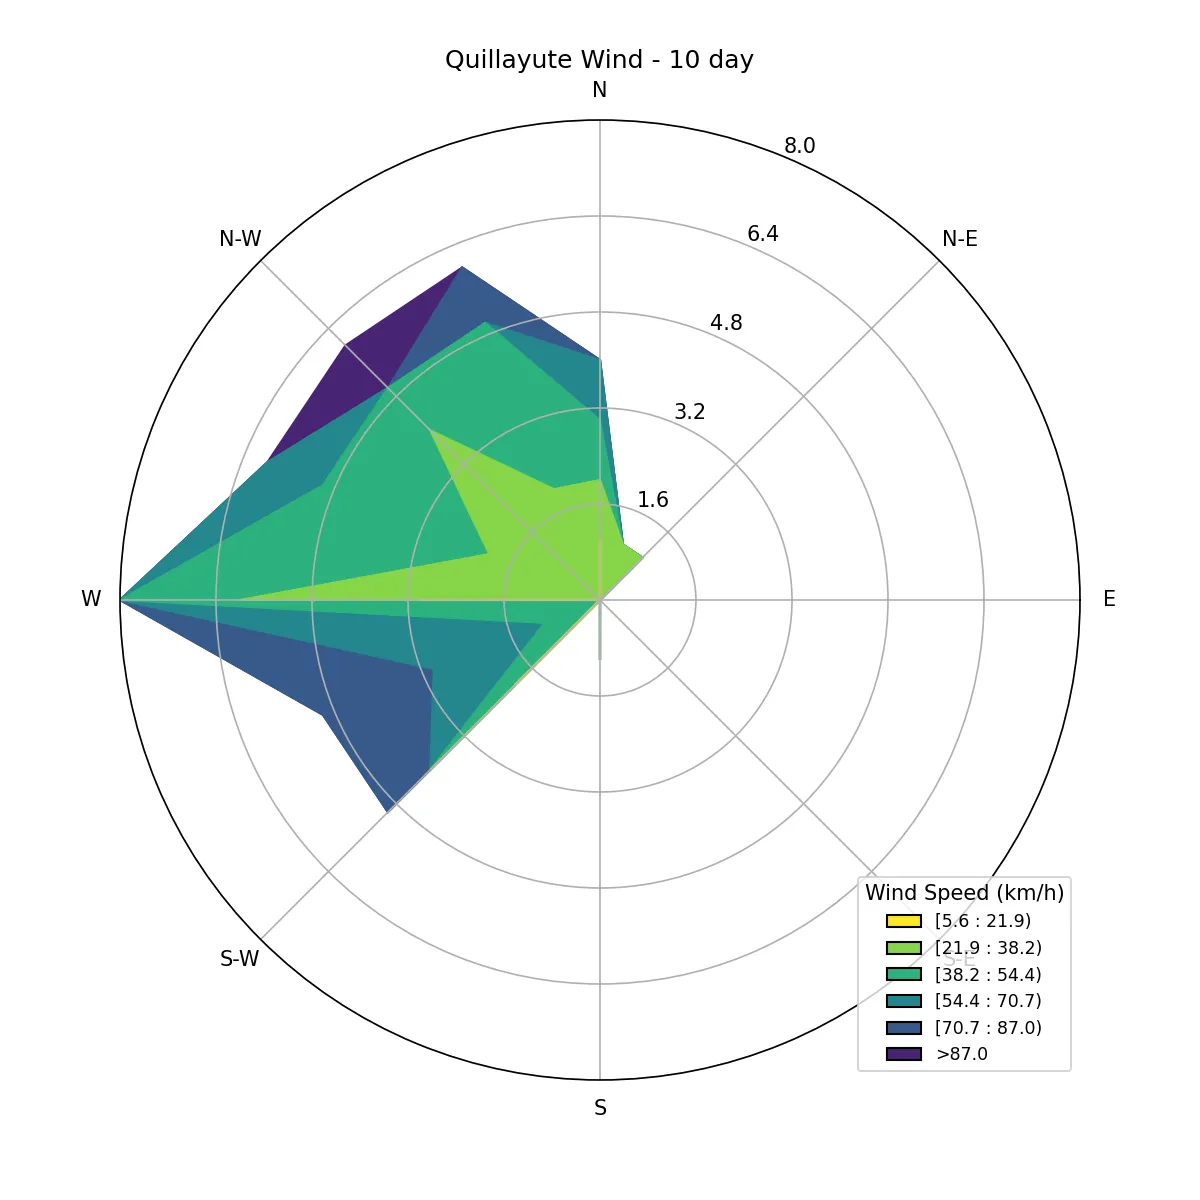 Quillayute Wind - 10 day
N
8.0
N-W
6.4
N-E
4.8
3.2
1.6
W
E
S-W
S-E
S
Wind Speed (km/h)
[5.6 : 21.9)
[21.9 : 38.2)
[38.2 : 54.4)
[54.4 : 70.7)
[70.7 : 87.0)
>87.0